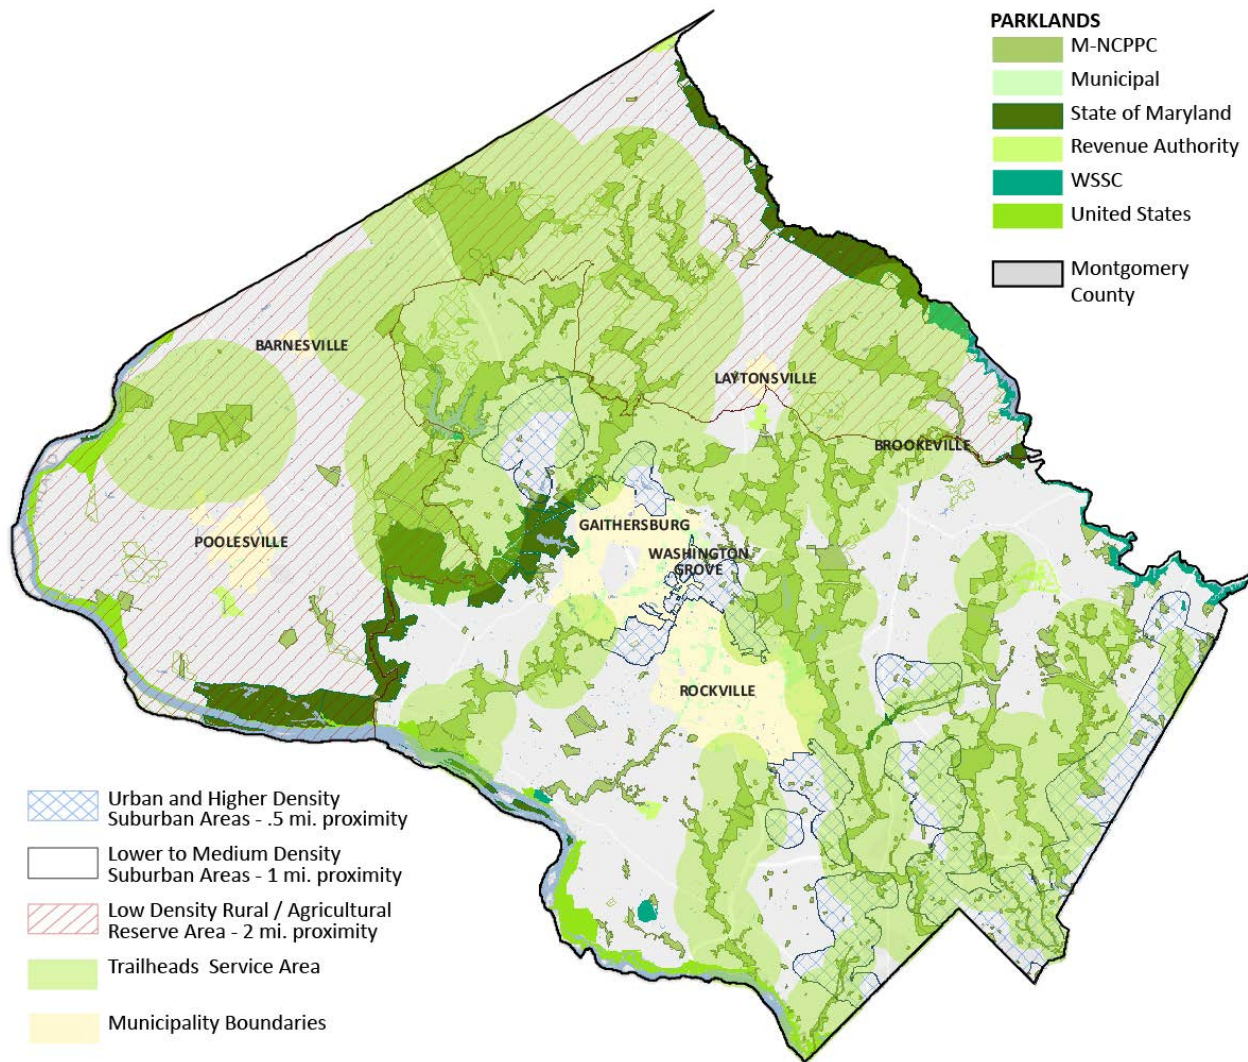 PARKLANDS
M-NCPPC
Municipal
State of Maryland
Revenue Authority
WSSC
United States
Montgomery
County
BARNESVILLE
LAYTONSVILLE
BROOKEVILLE
GAITHERSBURG
POOLESVILLE
WASHINGTON
GROVE
ROCKVILLE
Urban and Higher Density
Suburban Areas - .5 mi. proximity
Lower to Medium Density
Suburban Areas - 1 mi. proximity
Low Density Rural / Agricultural
Reserve Area - 2 mi. proximity
Trailheads Service Area
Municipality Boundaries